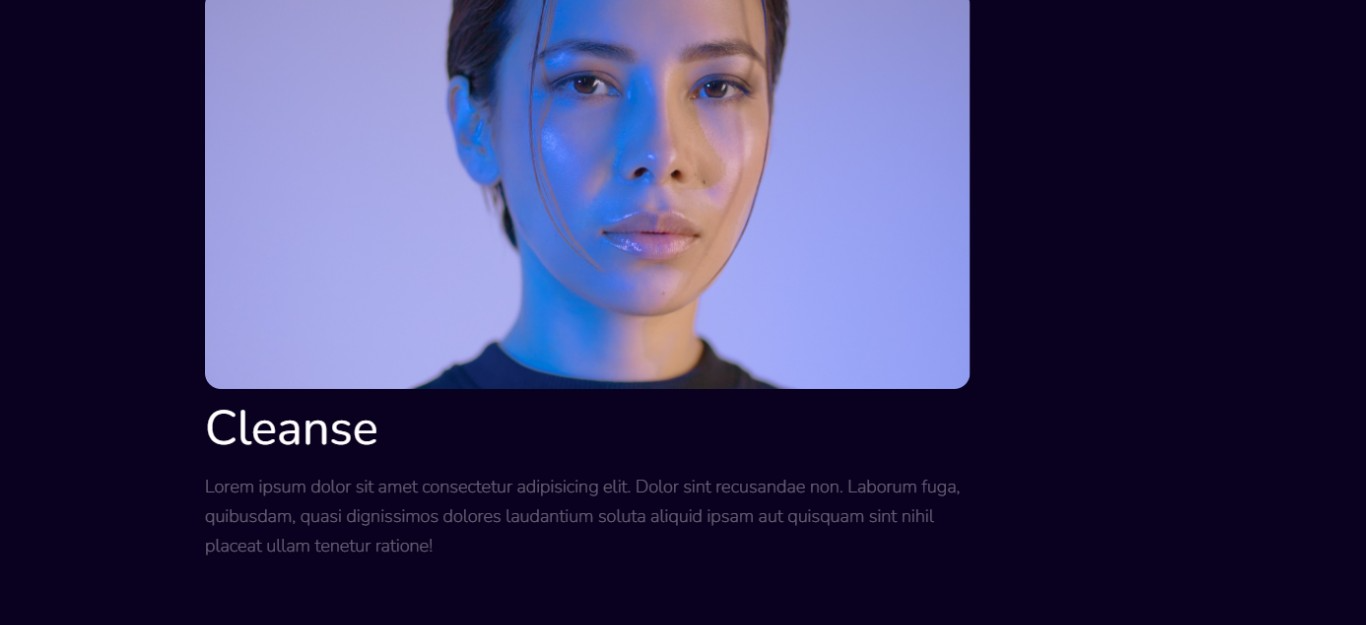 Cleanse
Lorem ipsum dolor sit amet consectetur adipisicing elit. Dolor sint recusandae non. Laborum fuga,
quibusdam, quasi dignissimos dolores laudantium soluta aliquid ipsam aut quisquam sint nihil
placeat ullam tenetur ratione!